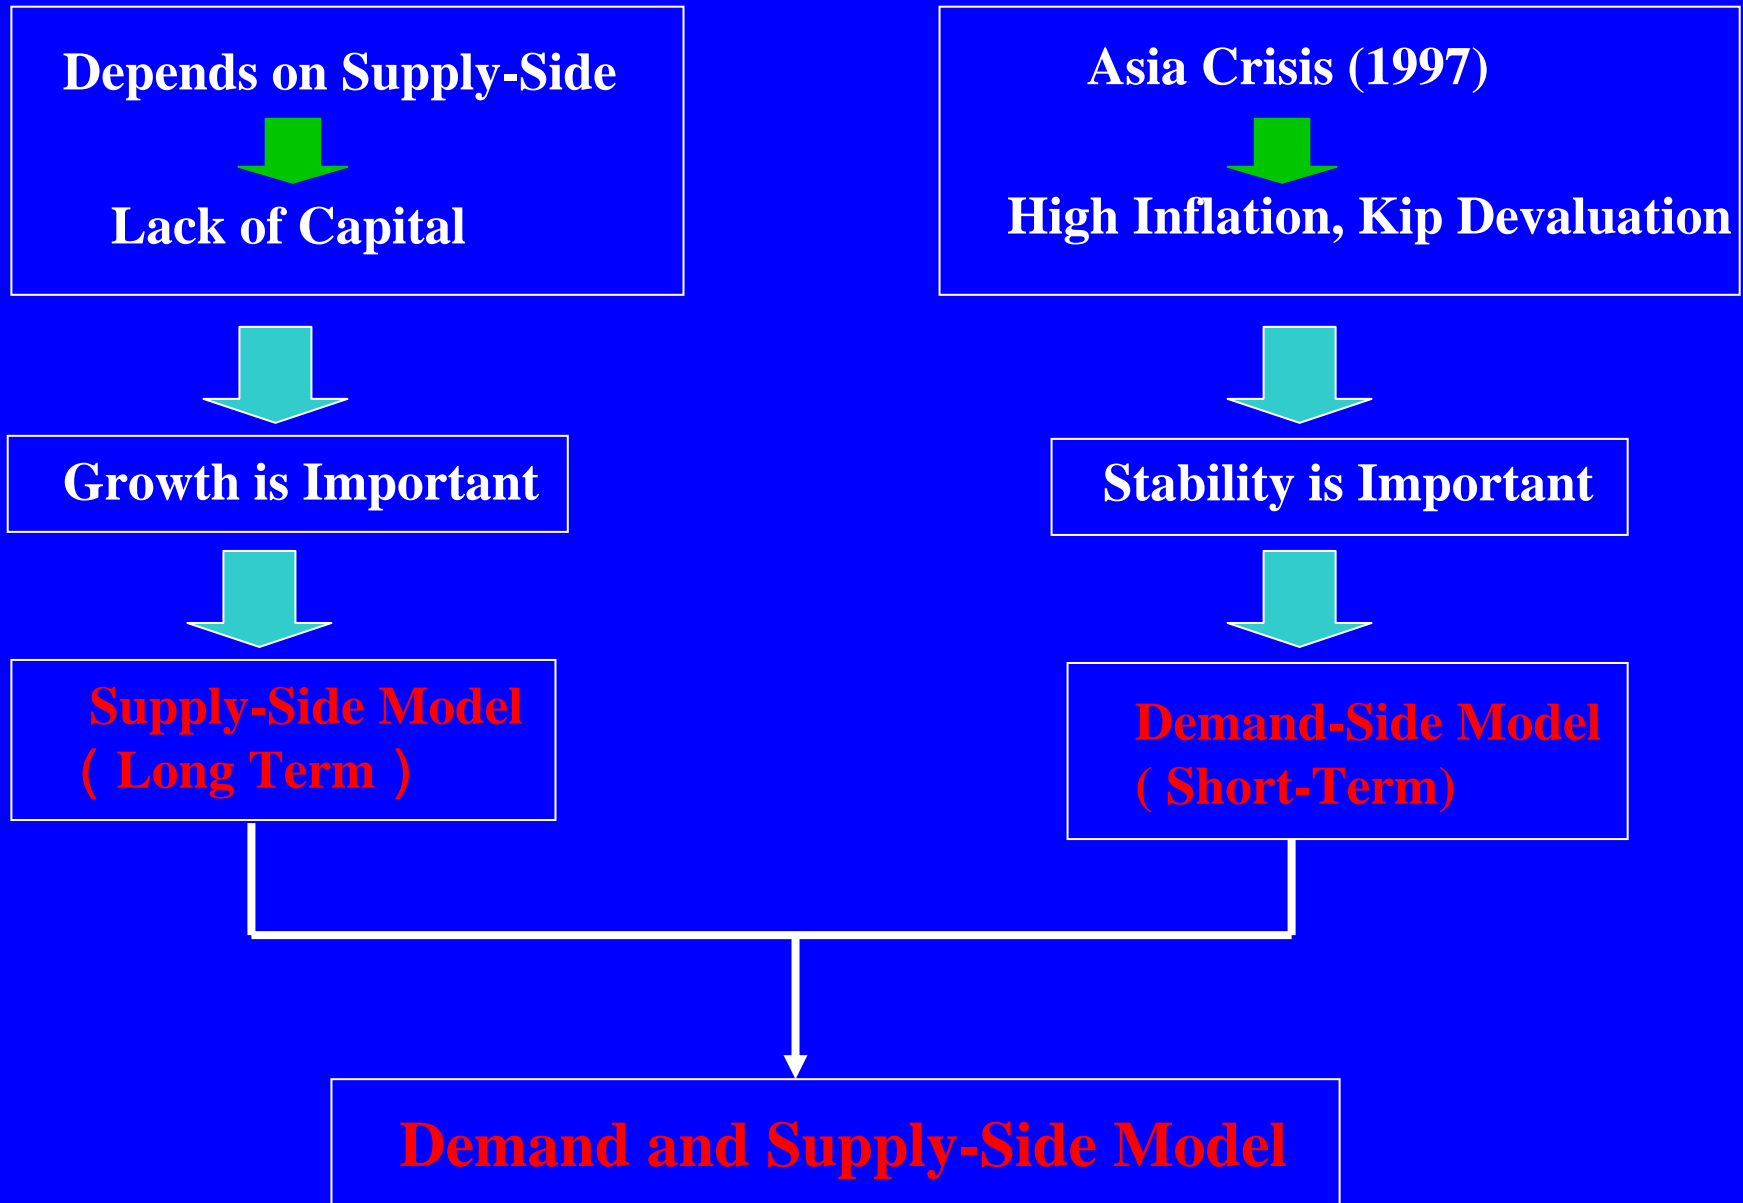 Depends on Supply-Side
Lack of Capital
Growth is Important
Supply-Side Model
( Long Term )
Asia Crisis (1997)
High Inflation, Kip Devaluation
Stability is Important
Demand-Side Model
( Short-Term)
Demand and Supply-Side Model